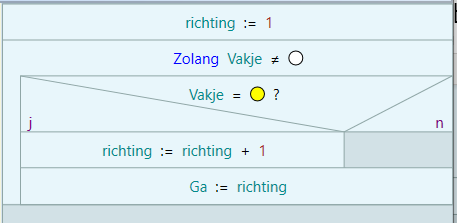 richting := 1
Zolang Vakje ≠
Vakje = ?
j n
richting := richting + 1
Ga := richting